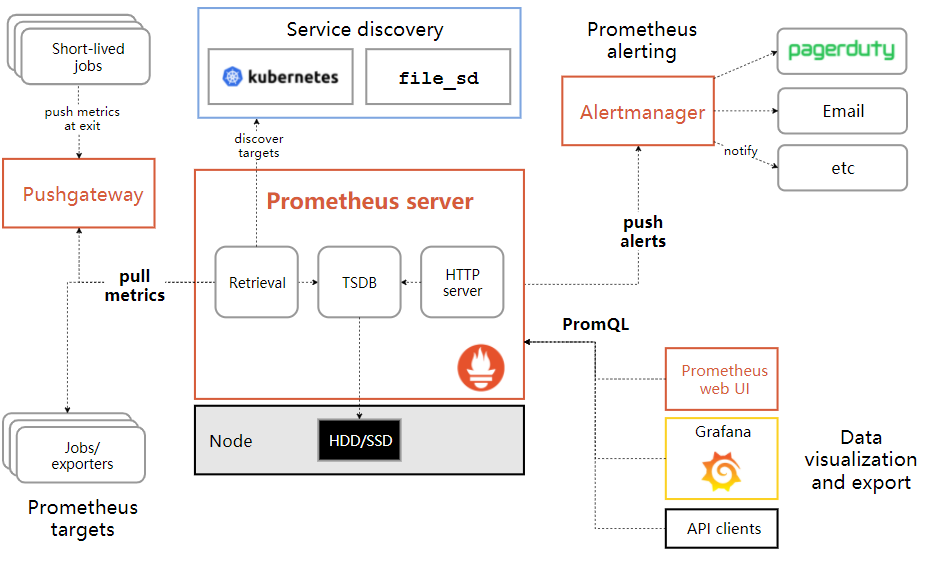 Short-lived
jobs
push metrics
at exit
Pushgateway
Service discovery
kubernetes
file_sd
discover
targets
Prometheus
alerting
Alertmanager
pagerduty
Email
notify
etc
Prometheus server
Retrieval
TSDB
HTTP
server
pull
metrics
push
alerts
PromQL
Node
HDD/SSD
Jobs/
exporters
Prometheus
targets
Prometheus
web UI
Grafana
API clients
Data
visualization
and export